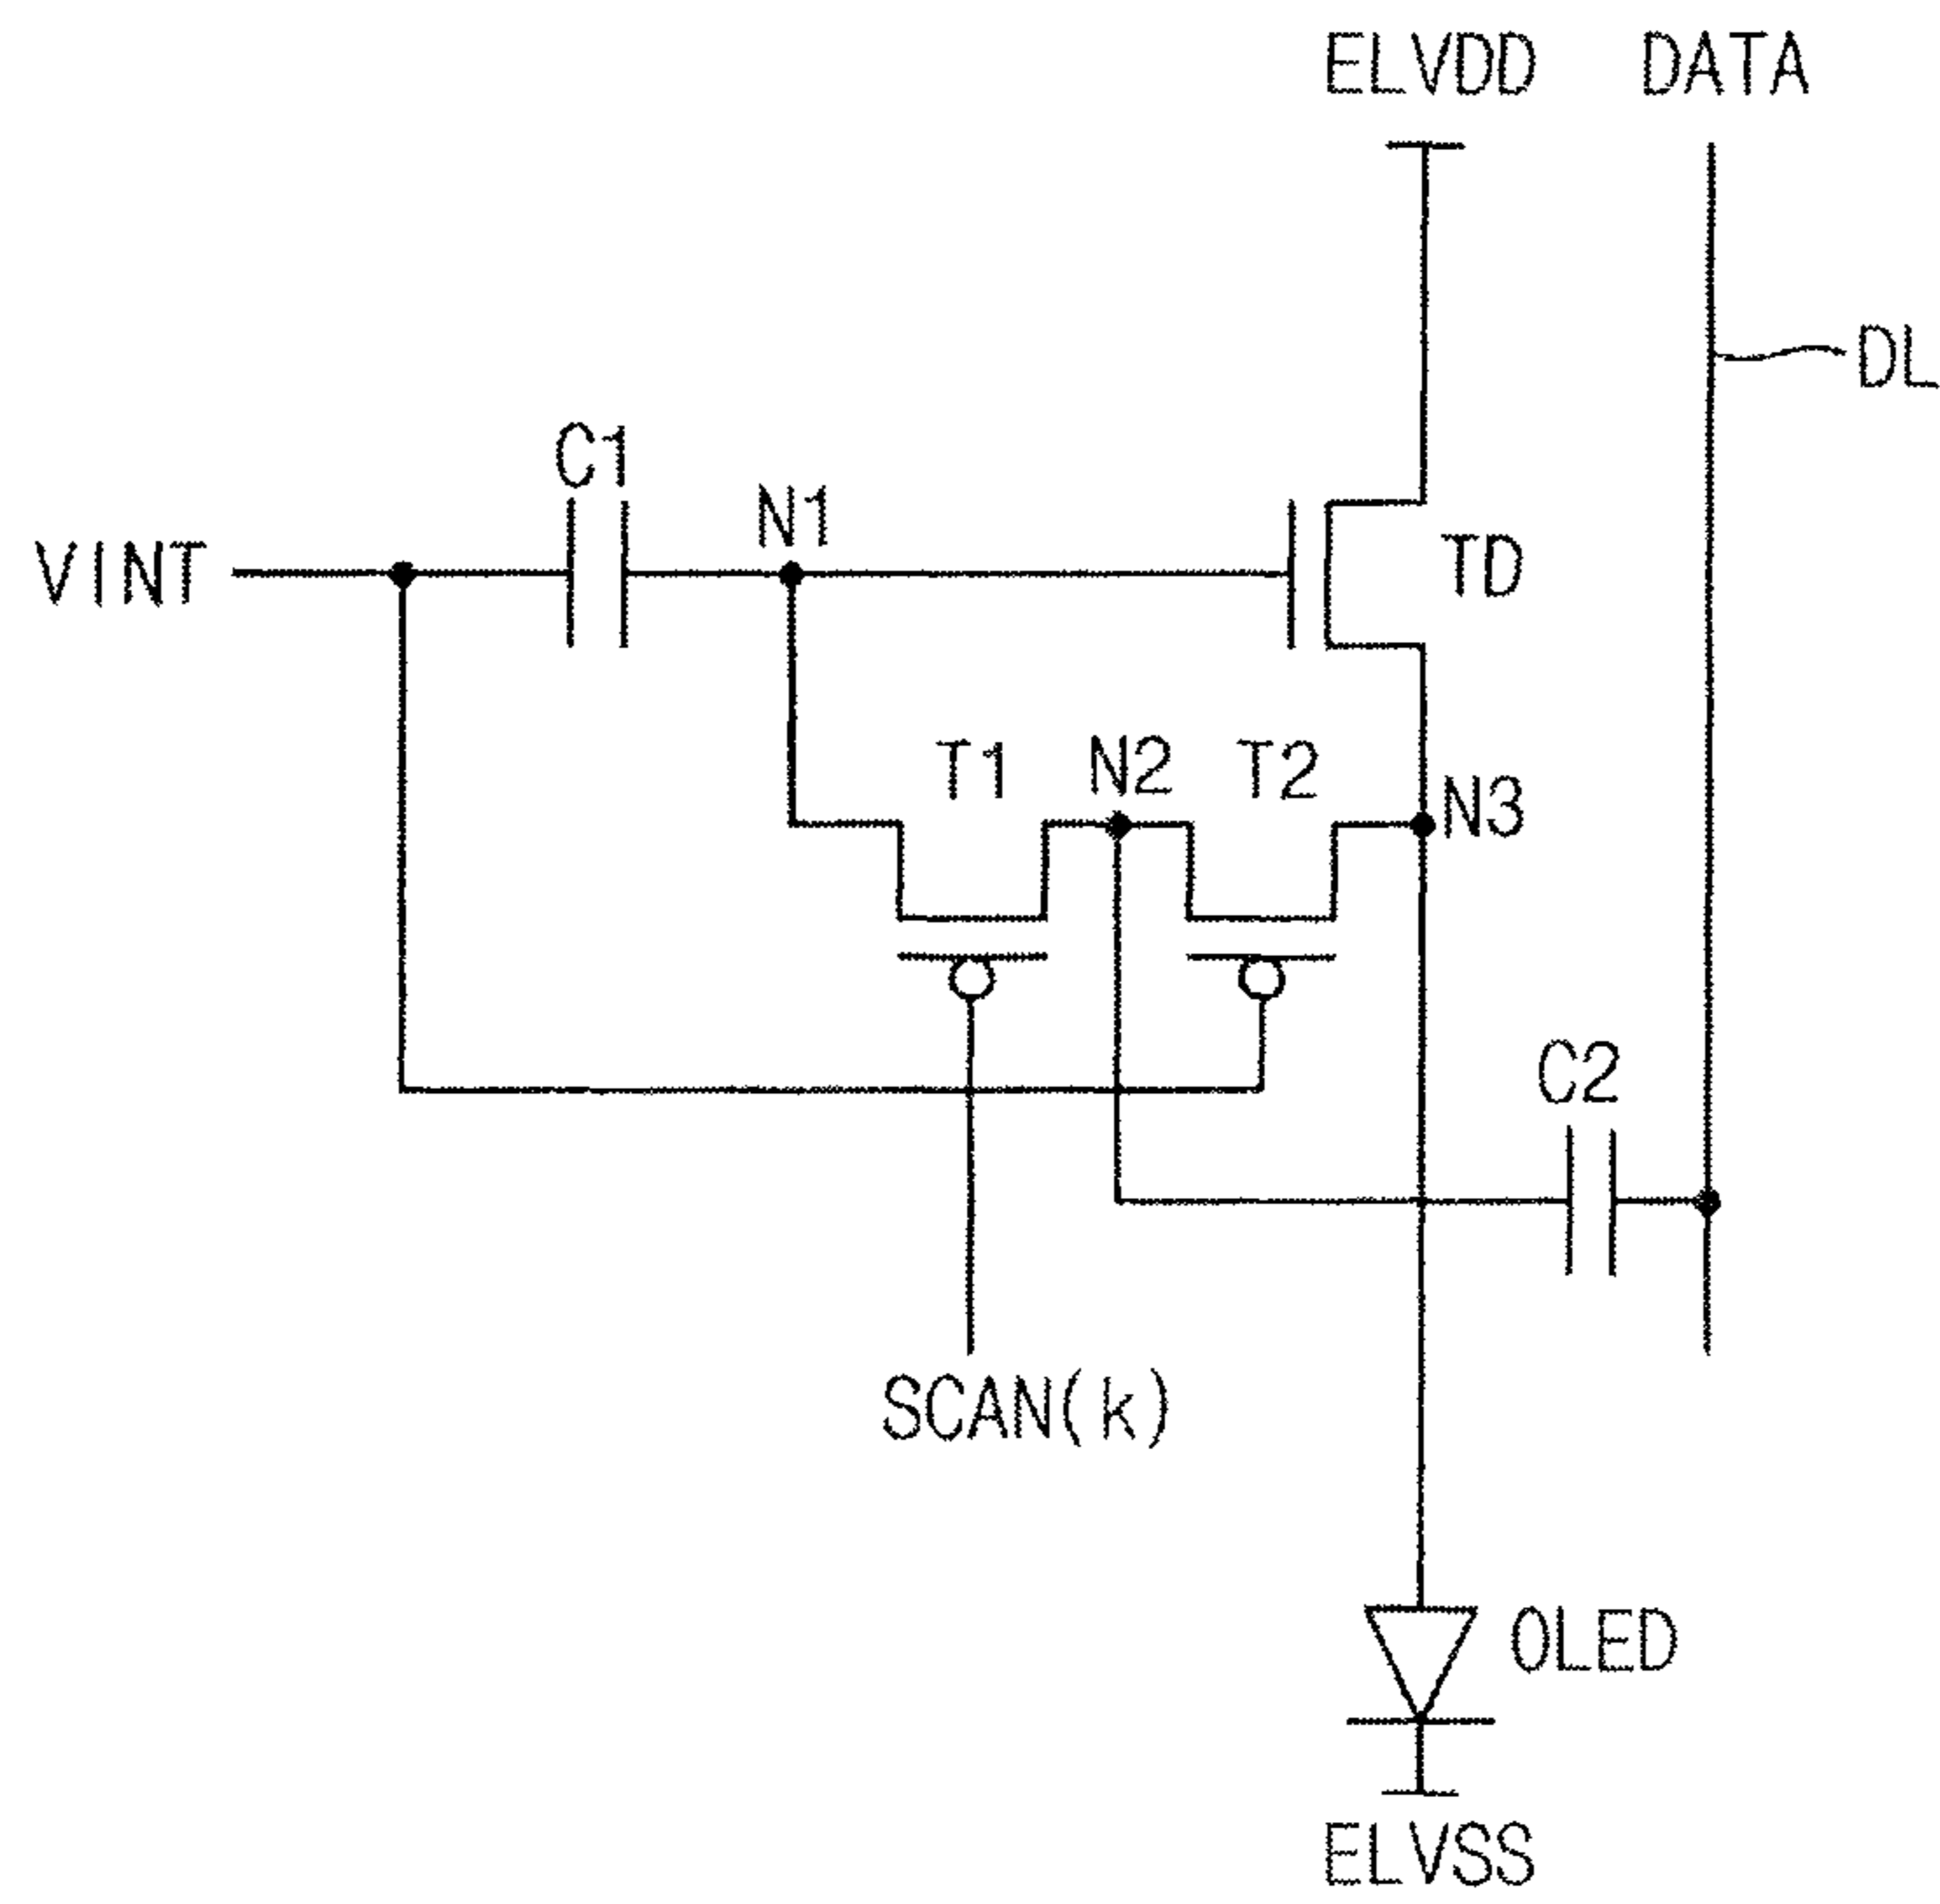 ELVDD DATA
DL
C1
N1
VINT
TD
T1 N2 T2
N3
C2
SCAN(k)
OLED
ELVSS